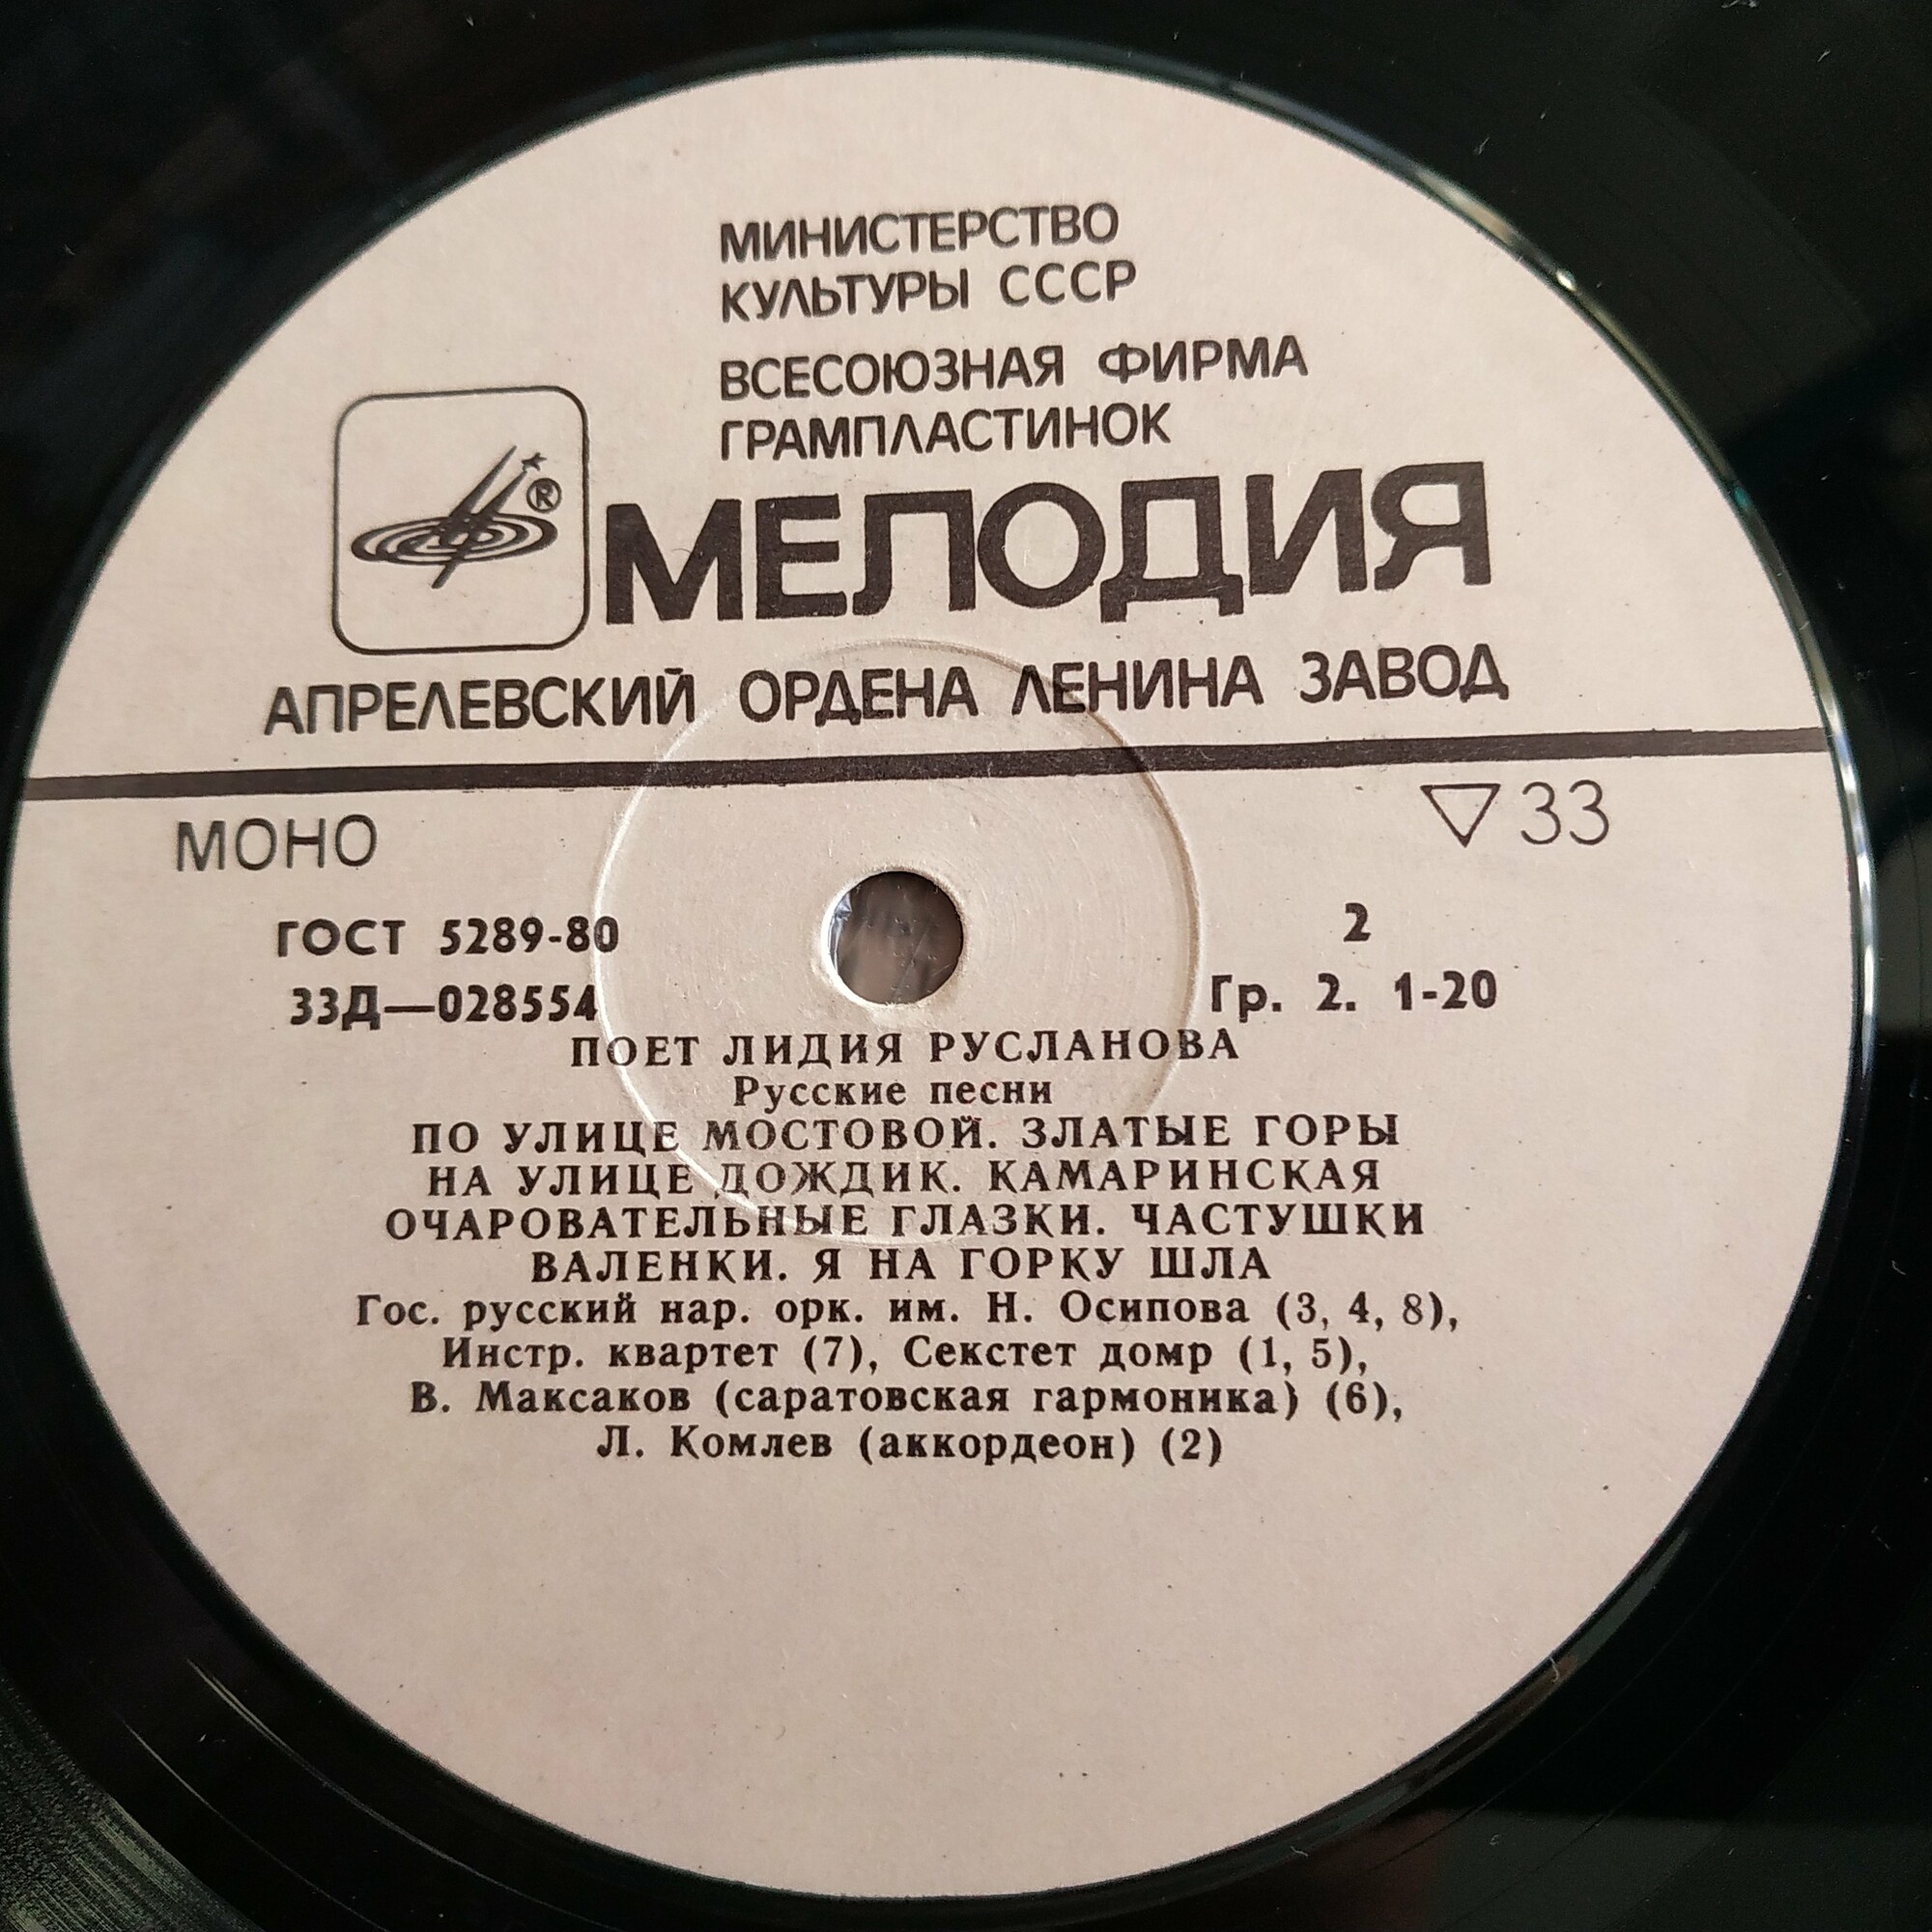 МИНИСТЕРСТВО
КУЛЬТУРЫ СССР
ВСЕСОЮЗНАЯ ФИРМА
ГРАМПЛАСТИНОК
®
МЕЛОДИЯ
АПРЕЛЕВСКИЙ ОРДЕНА ЛЕНИНА ЗАВОД
МОНО
▽ 33
ГОСТ 5289-80
2
33Д—028554
Гр. 2. 1-20
ПОЕТ ЛИДИЯ РУСЛАНОВА
Русские песни
ПО УЛИЦЕ МОСТОВОЙ. ЗЛАТЫЕ ГОРЫ
НА УЛИЦЕ ДОЖДИК. КАМАРИНСКАЯ
ОЧАРОВАТЕЛЬНЫЕ ГЛАЗКИ. ЧАСТУШКИ
ВАЛЕНКИ. Я НА ГОРКУ ШЛА
Гос. русский нар. орк. им. Н. Осипова (3, 4, 8),
Инстр. квартет (7), Секстет домр (1, 5),
В. Максаков (саратовская гармоника) (6),
Л. Комлев (аккордеон) (2)